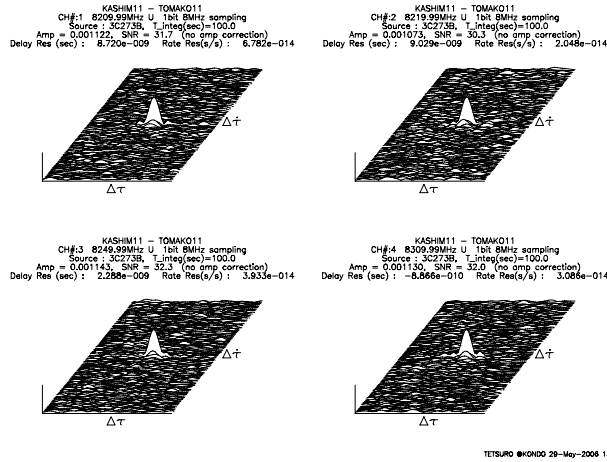 KASHIM11 - TOMAKO11
CH#:1 8209.99MHz U 1bit 8MHz sampling
Source : 3C273B, T_integ(sec)=100.0
Amp = 0.001122, SNR = 31.7 (no amp correction)
Delay Res (sec) : 8.720e-009 Rate Res(s/s) : 6.782e-014
Δτ̇
Δτ
KASHIM11 - TOMAKO11
CH#:2 8219.99MHz U 1bit 8MHz sampling
Source : 3C273B, T_integ(sec)=100.0
Amp = 0.001073, SNR = 30.3 (no amp correction)
Delay Res (sec) : 9.029e-009 Rate Res(s/s) : 2.048e-014
Δτ̇
Δτ
KASHIM11 - TOMAKO11
CH#:3 8249.99MHz U 1bit 8MHz sampling
Source : 3C273B, T_integ(sec)=100.0
Amp = 0.001143, SNR = 32.3 (no amp correction)
Delay Res (sec) : 2.288e-009 Rate Res(s/s) : 3.933e-014
Δτ̇
Δτ
KASHIM11 - TOMAKO11
CH#:4 8309.99MHz U 1bit 8MHz sampling
Source : 3C273B, T_integ(sec)=100.0
Amp = 0.001130, SNR = 32.0 (no amp correction)
Delay Res (sec) : -8.866e-010 Rate Res(s/s) : 3.086e-014
Δτ̇
Δτ
TETSURO @KONDO 29-May-2006 1